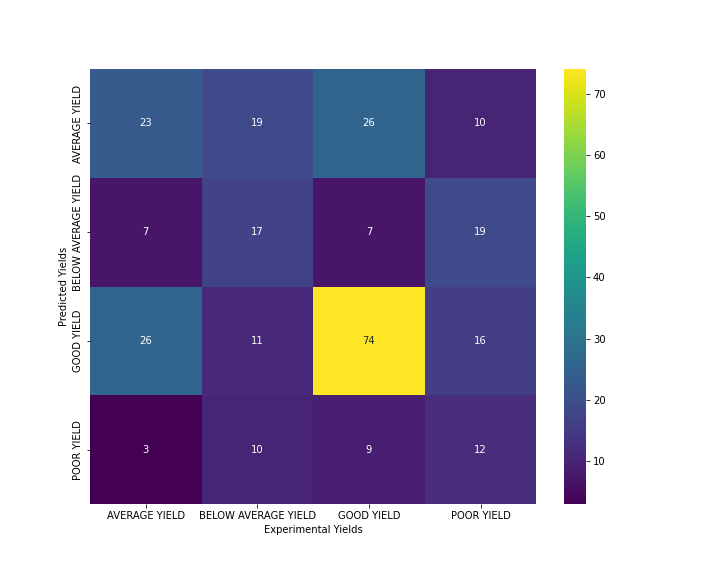 AVERAGE YIELD
23 19 26 10
70
60
BELOW AVERAGE YIELD
7 17 7 19
50
40
Predicted Yields
GOOD YIELD
26 11 74 16
30
20
POOR YIELD
3 10 9 12
10
AVERAGE YIELD BELOW AVERAGE YIELD GOOD YIELD POOR YIELD
Experimental Yields